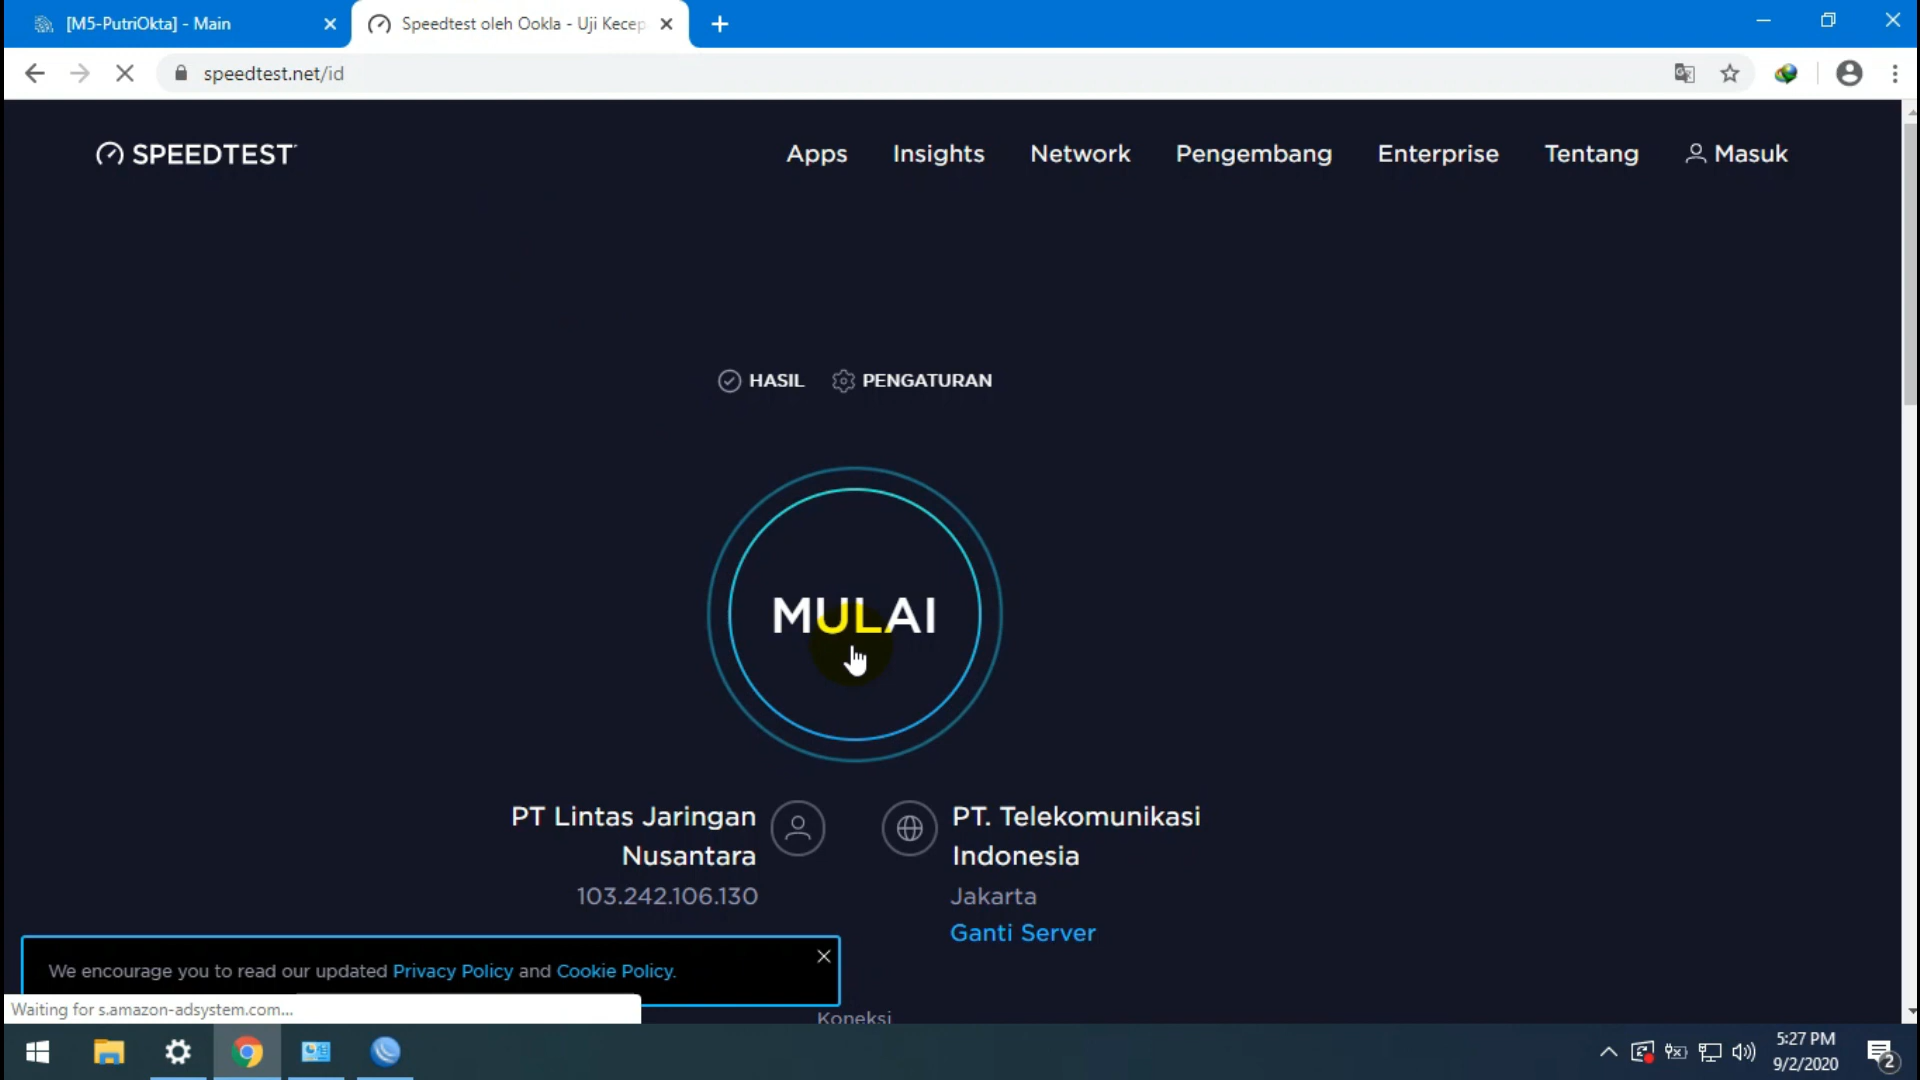 [M5-PutriOkta] - Main
Speedtest oleh Ookla - Uji Kecep
speedtest.net/id
SPEEDTEST
Apps
Insights
Network
Pengembang
Enterprise
Tentang
Masuk
HASIL
PENGATURAN
MULAI
PT Lintas Jaringan
Nusantara
103.242.106.130
PT. Telekomunikasi
Indonesia
Jakarta
Ganti Server
We encourage you to read our updated Privacy Policy and Cookie Policy.
Waiting for s.amazon-adsystem.com...
Koneksi
5:27 PM
9/2/2020
2